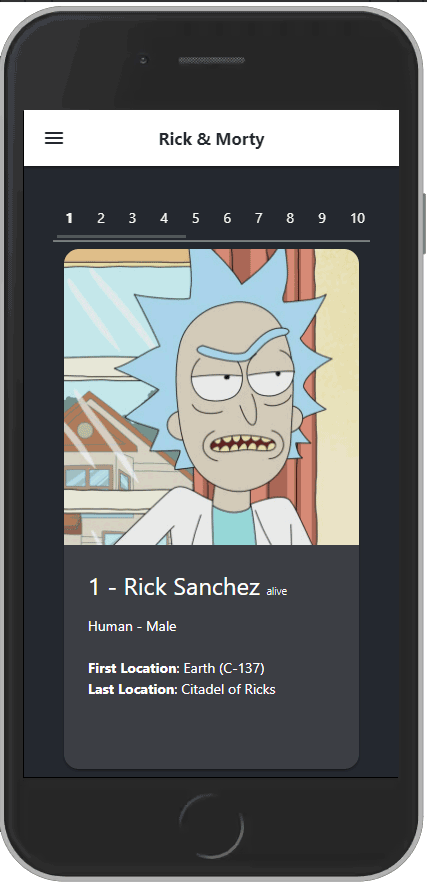 Rick & Morty
1 2 3 4 5 6 7 8 9 10
1 - Rick Sanchez alive
Human - Male
First Location: Earth (C-137)
Last Location: Citadel of Ricks